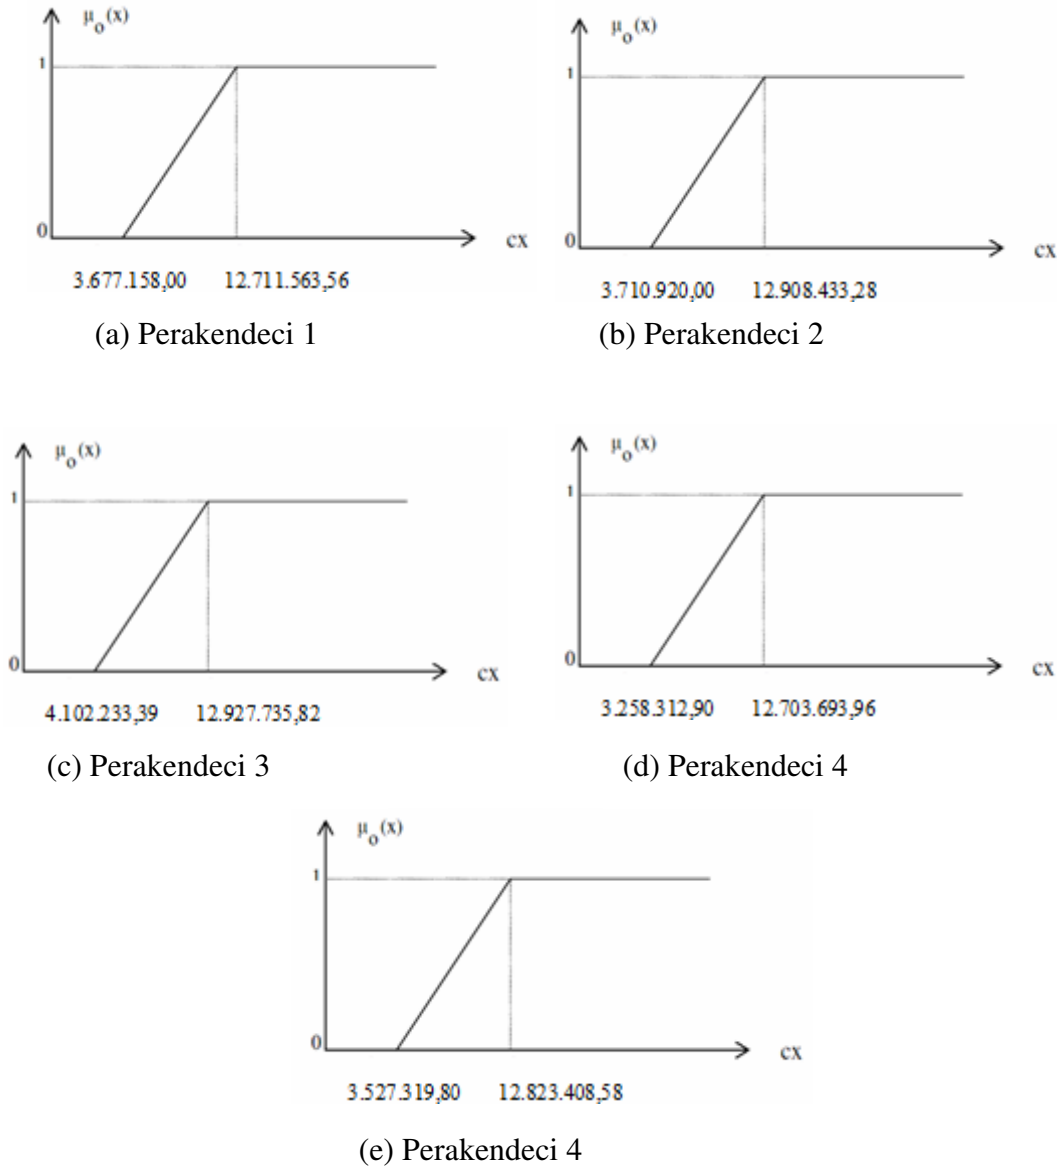 μo(x)
1
0
cx
3.677.158,00 12.711.563,56
(a) Perakendeci 1
μo(x)
1
0
cx
3.710.920,00 12.908.433,28
(b) Perakendeci 2
μo(x)
1
0
cx
4.102.233,39 12.927.735,82
(c) Perakendeci 3
μo(x)
1
0
cx
3.258.312,90 12.703.693,96
(d) Perakendeci 4
μo(x)
1
0
cx
3.527.319,80 12.823.408,58
(e) Perakendeci 4